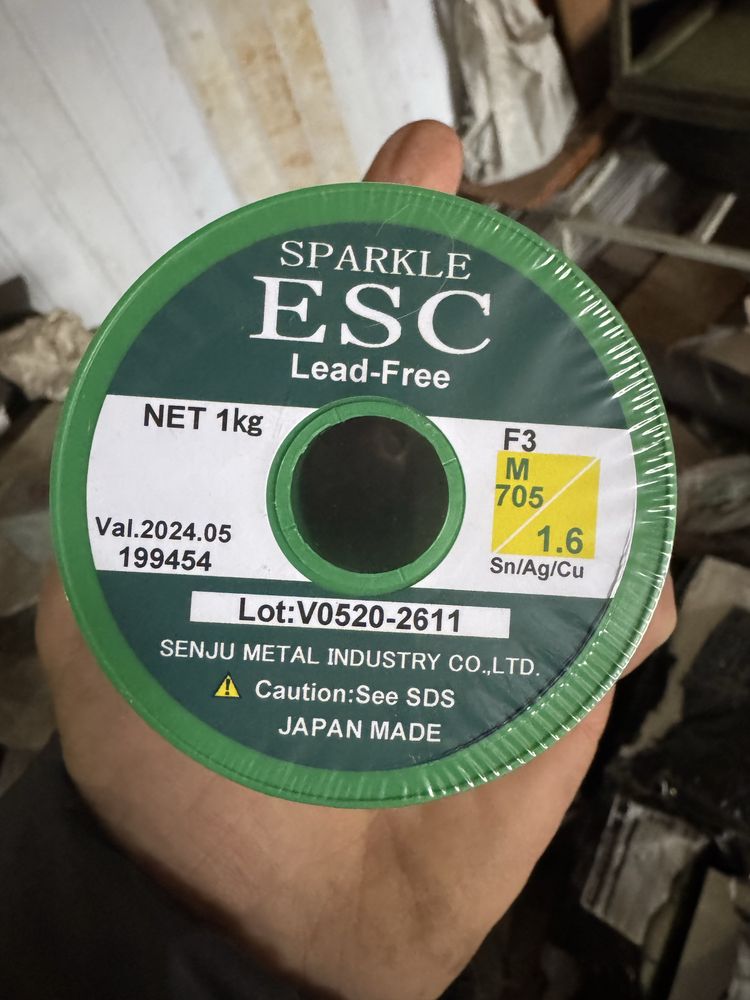 SPARKLE
ESC
Lead-Free
NET 1kg
Val.2024.05
199454
F3
M
705
1.6
Sn/Ag/Cu
Lot:V0520-2611
SENJU METAL INDUSTRY CO.,LTD.
Caution:See SDS
JAPAN MADE